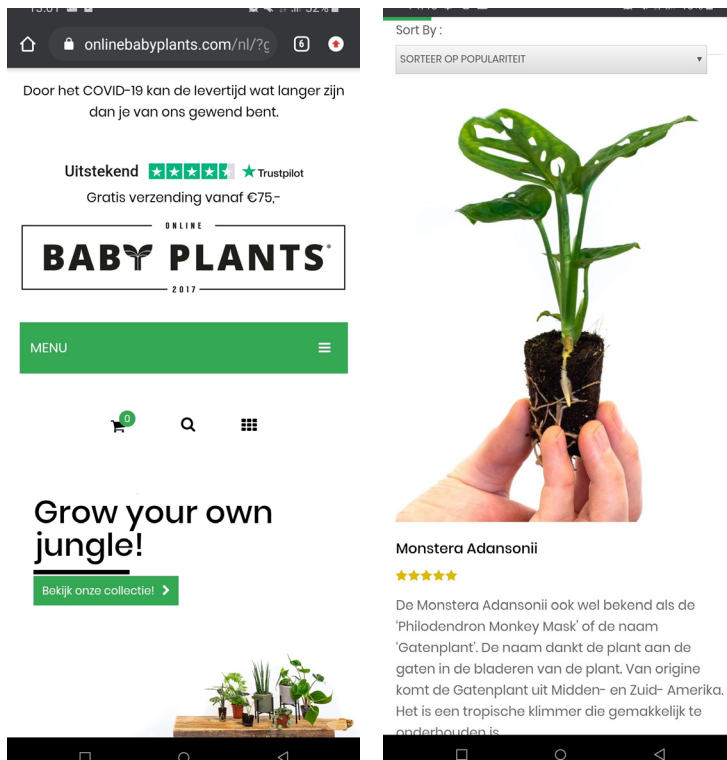 onlinebabyplants.com/nl/?g
6
Door het COVID-19 kan de levertijd wat langer zijn
dan je van ons gewend bent.
Uitstekend Trustpilot
Gratis verzending vanaf €75,-
ONLINE
BABY PLANTS®
2017
MENU
0
Grow your own
jungle!
Bekijk onze collectie!
Sort By :
SORTEER OP POPULARITEIT
Monstera Adansonii
De Monstera Adansonii ook wel bekend als de
'Philodendron Monkey Mask' of de naam
'Gatenplant'. De naam dankt de plant aan de
gaten in de bladeren van de plant. Van origine
komt de Gatenplant uit Midden- en Zuid- Amerika.
Het is een tropische klimmer die gemakkelijk te
onderhouden is